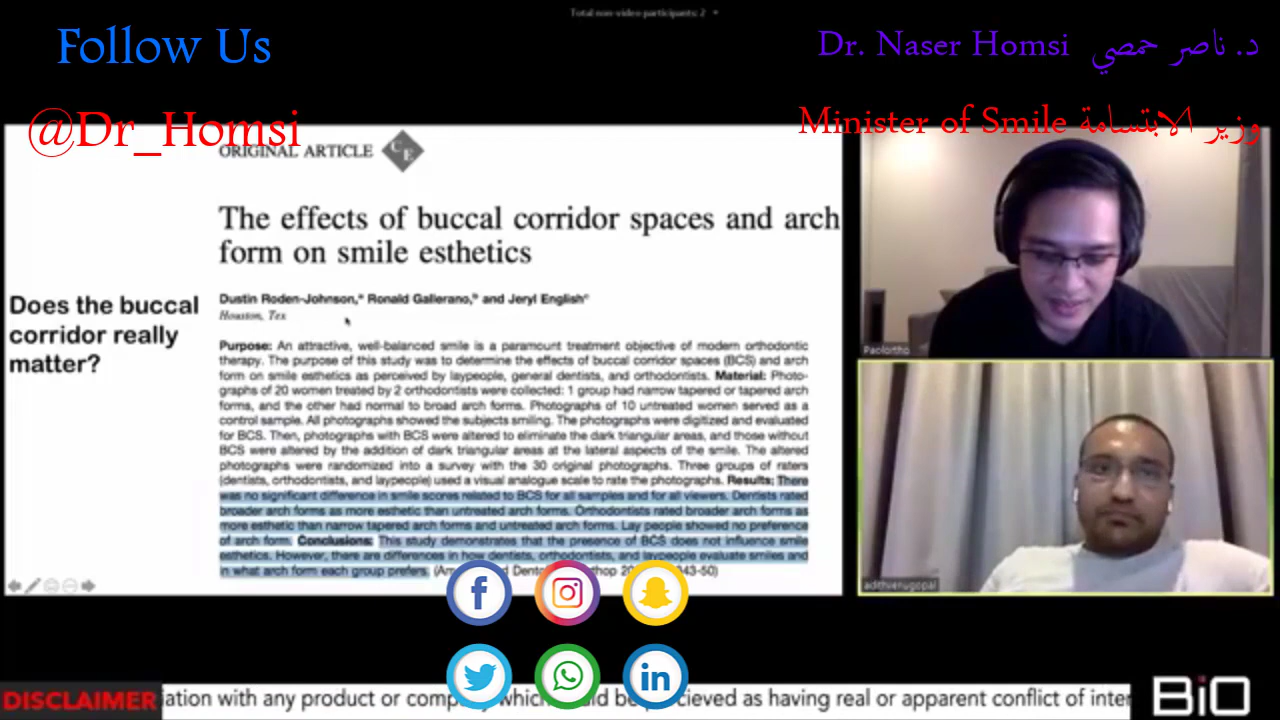 Total non-video participants: 2
Follow Us
Dr. Naser Homsi د. ناصر حمصي
@Dr_Homsi
Minister of Smile وزير الابتسامة
ORIGINAL ARTICLE
CE
The effects of buccal corridor spaces and arch
form on smile esthetics
Does the buccal
corridor really
matter?
Dustin Roden-Johnson,a Ronald Gallerano,b and Jeryl Englishc
Houston, Tex
Purpose: An attractive, well-balanced smile is a paramount treatment objective of modern orthodontic
therapy. The purpose of this study was to determine the effects of buccal corridor spaces (BCS) and arch
form on smile esthetics as perceived by laypeople, general dentists, and orthodontists. Material: Photo-
graphs of 20 women treated by 2 orthodontists were collected: 1 group had narrow tapered or tapered arch
forms, and the other had normal to broad arch forms. Photographs of 10 untreated women served as a
control sample. All photographs showed the subjects smiling. The photographs were digitized and evaluated
for BCS. Then, photographs with BCS were altered to eliminate the dark triangular areas, and those without
BCS were altered by the addition of dark triangular areas at the lateral aspects of the smile. The altered
photographs were randomized into a survey with the 30 original photographs. Three groups of raters
(dentists, orthodontists, and laypeople) used a visual analogue scale to rate the photographs. Results: There
was no significant difference in smile scores related to BCS for all samples and for all viewers. Dentists rated
broader arch forms as more esthetic than untreated arch forms. Orthodontists rated broader arch forms as
more esthetic than narrow tapered arch forms and untreated arch forms. Lay people showed no preference
of arch form. Conclusions: This study demonstrates that the presence of BCS does not influence smile
esthetics. However, there are differences in how dentists, orthodontists, and laypeople evaluate smiles and
in what arch form each group prefers. (Am Dent hop 20 343-50)
Paolortho
adithvenugopal
DISCLAIMER
iation with any product or comp which be cieved as having real or apparent conflict of inter
BiO